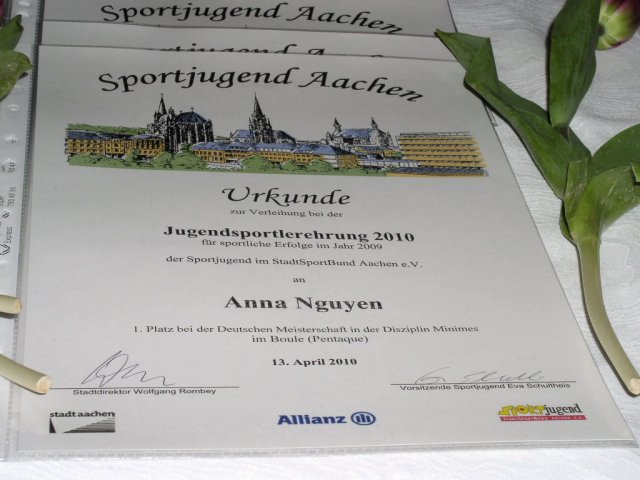 Sportjugend Aachen
Sportjugend Aachen
Sportjugend Aachen
Urkunde
zur Verleihung bei der
Jugendsportlerehrung 2010
für sportliche Erfolge im Jahr 2009
der Sportjugend im StadtSportBund Aachen e.V.
an
Anna Nguyen
1. Platz bei der Deutschen Meisterschaft in der Disziplin Minimes
im Boule (Pentaque)
13. April 2010
Stadtdirektor Wolfgang Rombey
Vorsitzende Sportjugend Eva Schultheis
stadt aachen
Allianz
SPORTjugend